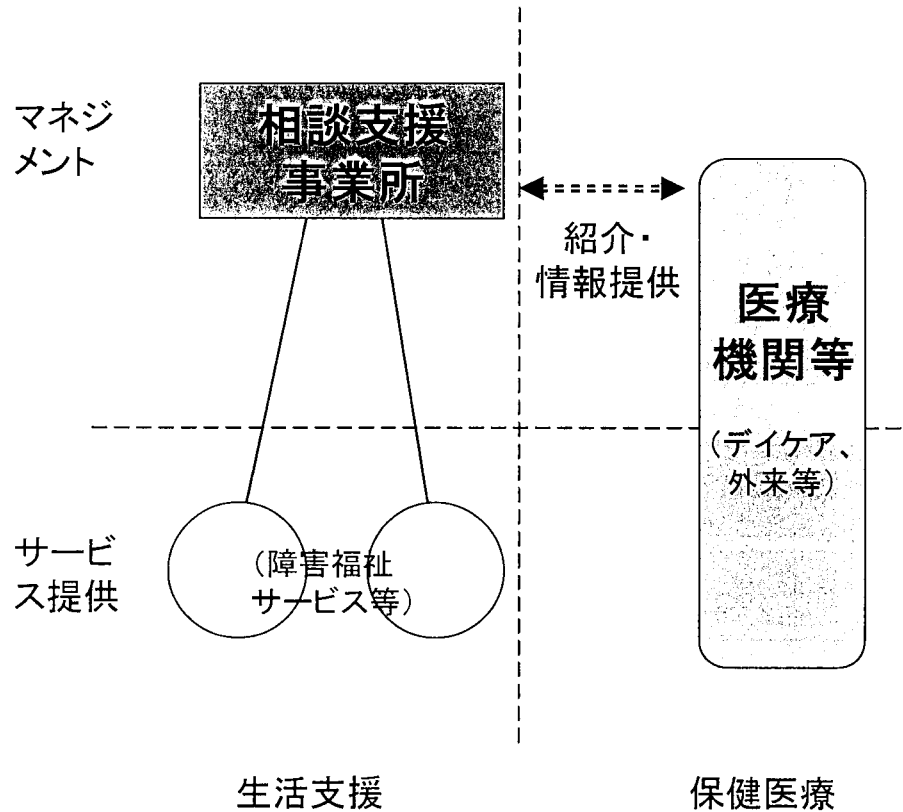 マネジ
メント
相談支援
事業所
紹介・
情報提供
医療
機関等
(デイケア、
外来等)
サービ
ス提供
(障害福祉
サービス等)
生活支援
保健医療